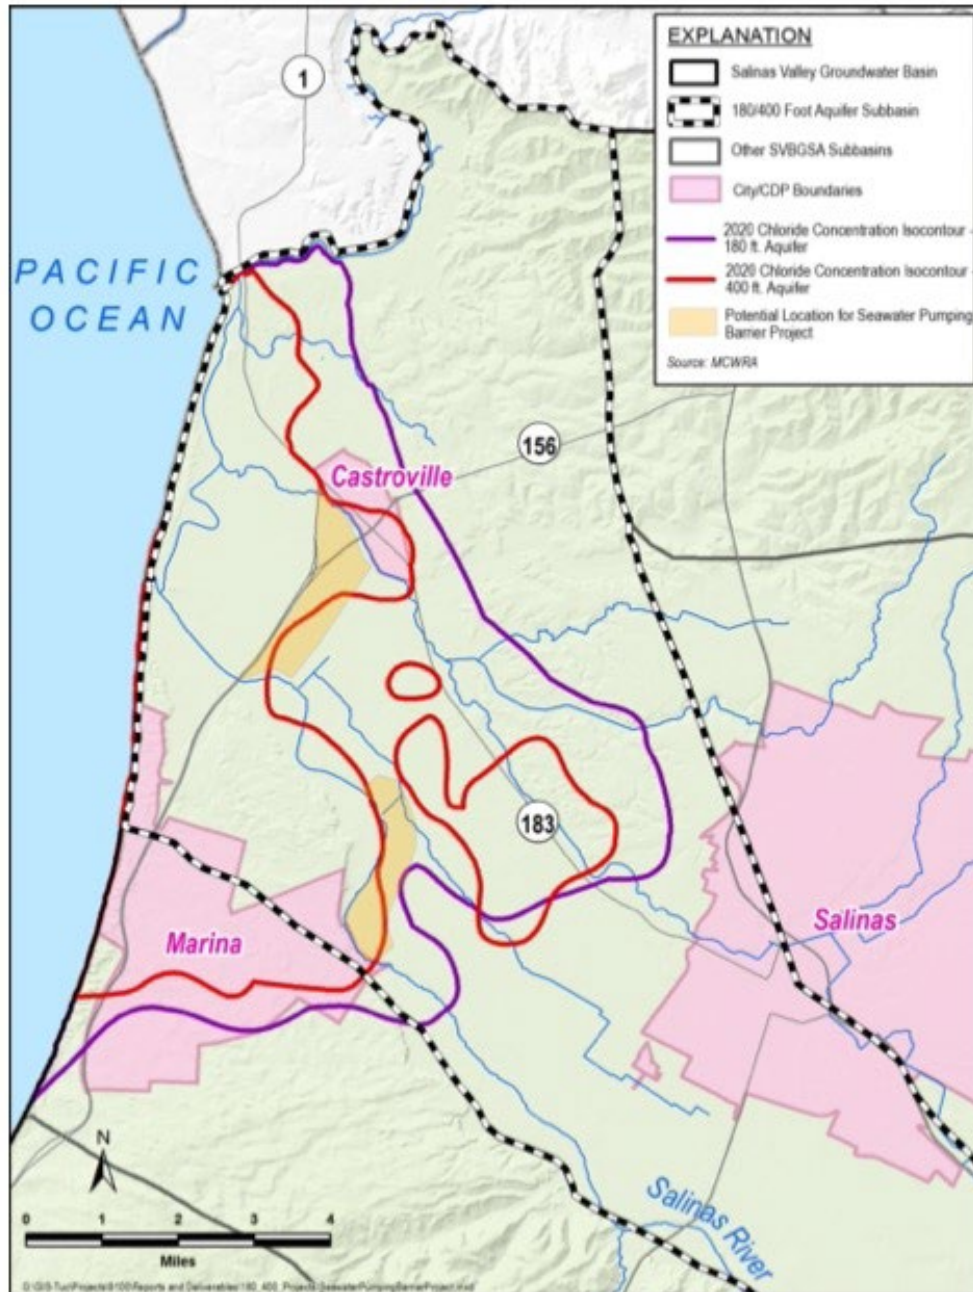 EXPLANATION
Salinas Valley Groundwater Basin
180/400 Foot Aquifer Subbasin
Other SVBGSA Subbasins
City/CDP Boundaries
2020 Chloride Concentration Isocontour -
180 ft. Aquifer
2020 Chloride Concentration Isocontour -
400 ft. Aquifer
Potential Location for Seawater Pumping
Barrier Project
Source: MCWRA
1
PACIFIC
OCEAN
156
Castroville
183
Salinas
Marina
Salinas River
N
0 1 2 3 4
Miles